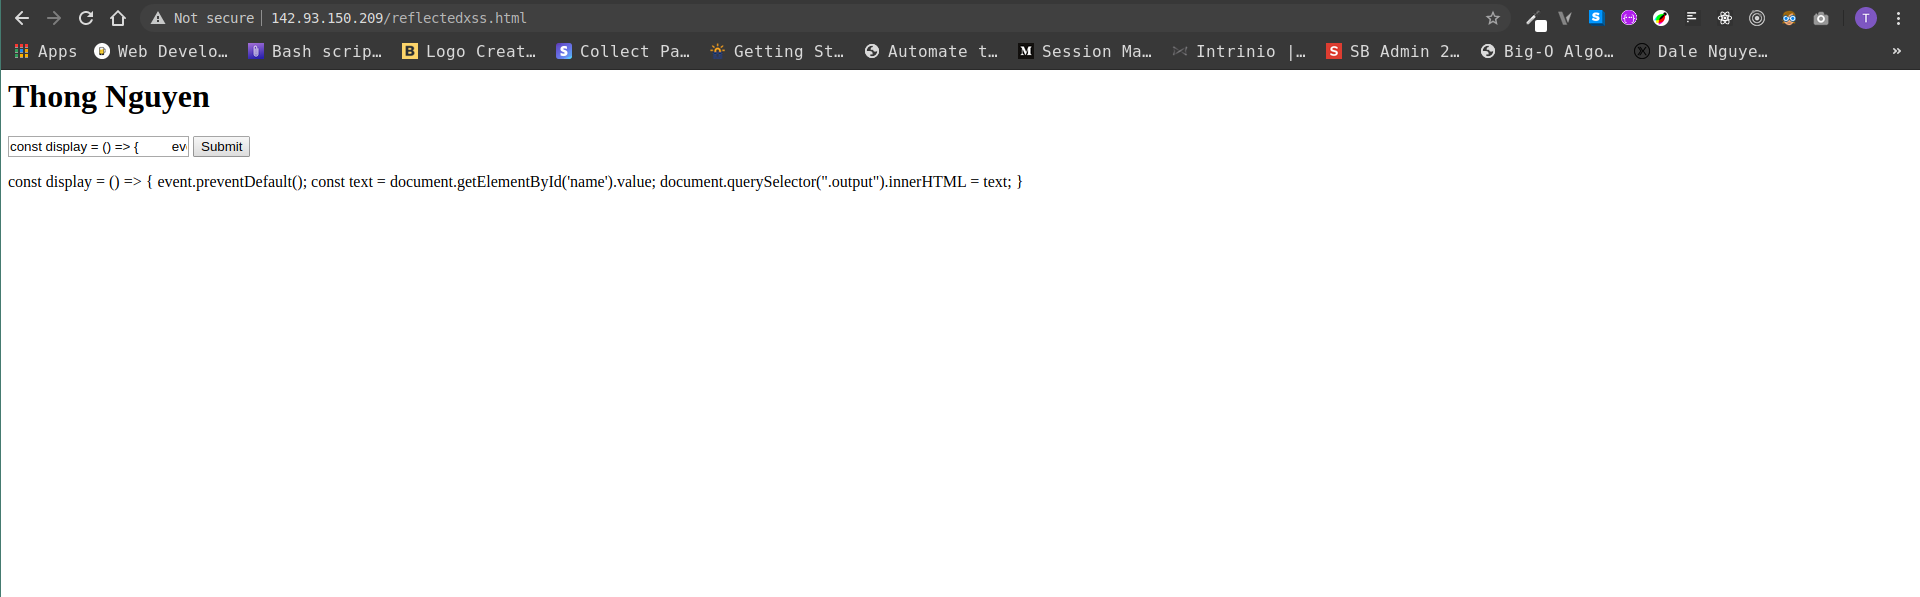 Not secure 142.93.150.209/reflectedxss.html T
Apps Web Develo… Bash scrip… B Logo Creat… S Collect Pa… Getting St… Automate t… M Session Ma… Intrinio |… S SB Admin 2… Big-O Algo… Dale Nguye… »
Thong Nguyen
const display = () => { ev Submit
const display = () => { event.preventDefault(); const text = document.getElementById('name').value; document.querySelector(".output").innerHTML = text; }